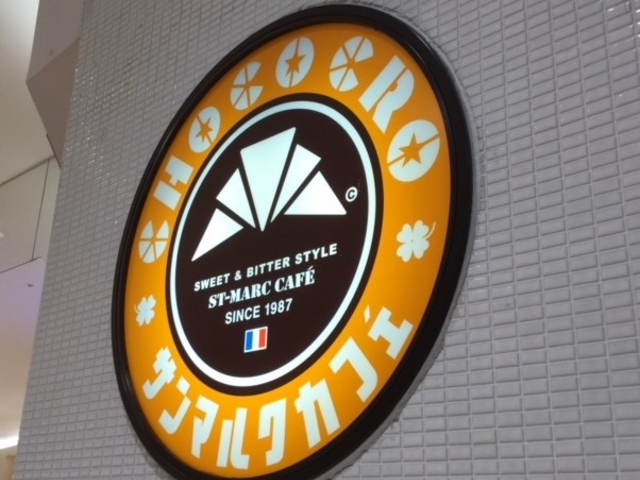 CHOCOCRO
©
SWEET & BITTER STYLE
ST-MARC CAFÉ
SINCE 1987
サンマルクカフェ